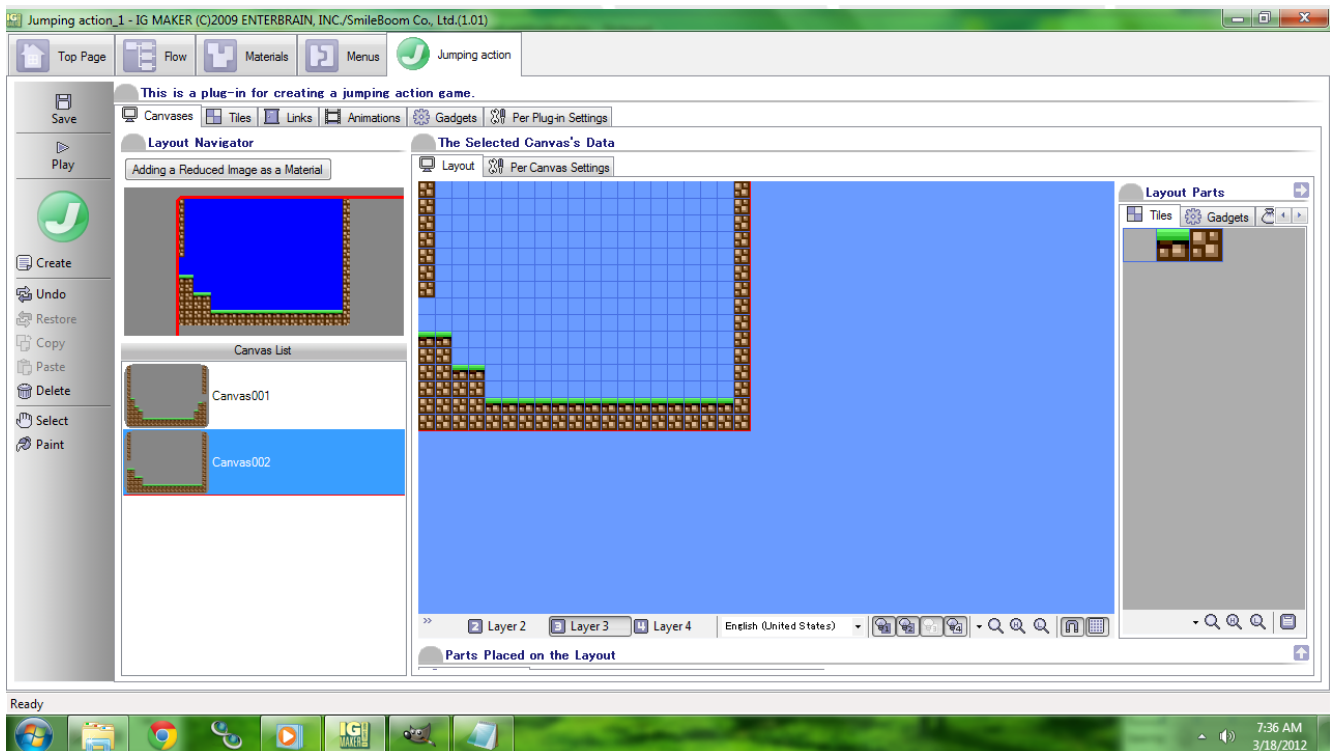 Jumping action_1 - IG MAKER (C)2009 ENTERBRAIN, INC./SmileBoom Co., Ltd.(1.01)
Top Page
Flow
Materials
Menus
Jumping action
Save
Play
Create
Undo
Restore
Copy
Paste
Delete
Select
Paint
This is a plug-in for creating a jumping action game.
Canvases
Tiles
Links
Animations
Gadgets
Per Plug-in Settings
Layout Navigator
Adding a Reduced Image as a Material
Canvas List
Canvas001
Canvas002
The Selected Canvas's Data
Layout
Per Canvas Settings
Layer 2
Layer 3
Layer 4
English (United States)
Parts Placed on the Layout
Layout Parts
Tiles
Gadgets
Ready
IG!
MAKER
7:36 AM
3/18/2012